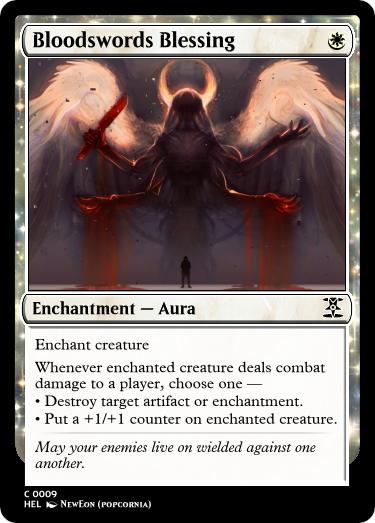 Bloodswords Blessing
Enchantment — Aura
Enchant creature
Whenever enchanted creature deals combat
damage to a player, choose one —
• Destroy target artifact or enchantment.
• Put a +1/+1 counter on enchanted creature.
May your enemies live on wielded against one
another.
C 0009
HEL NewEon (popcornia)